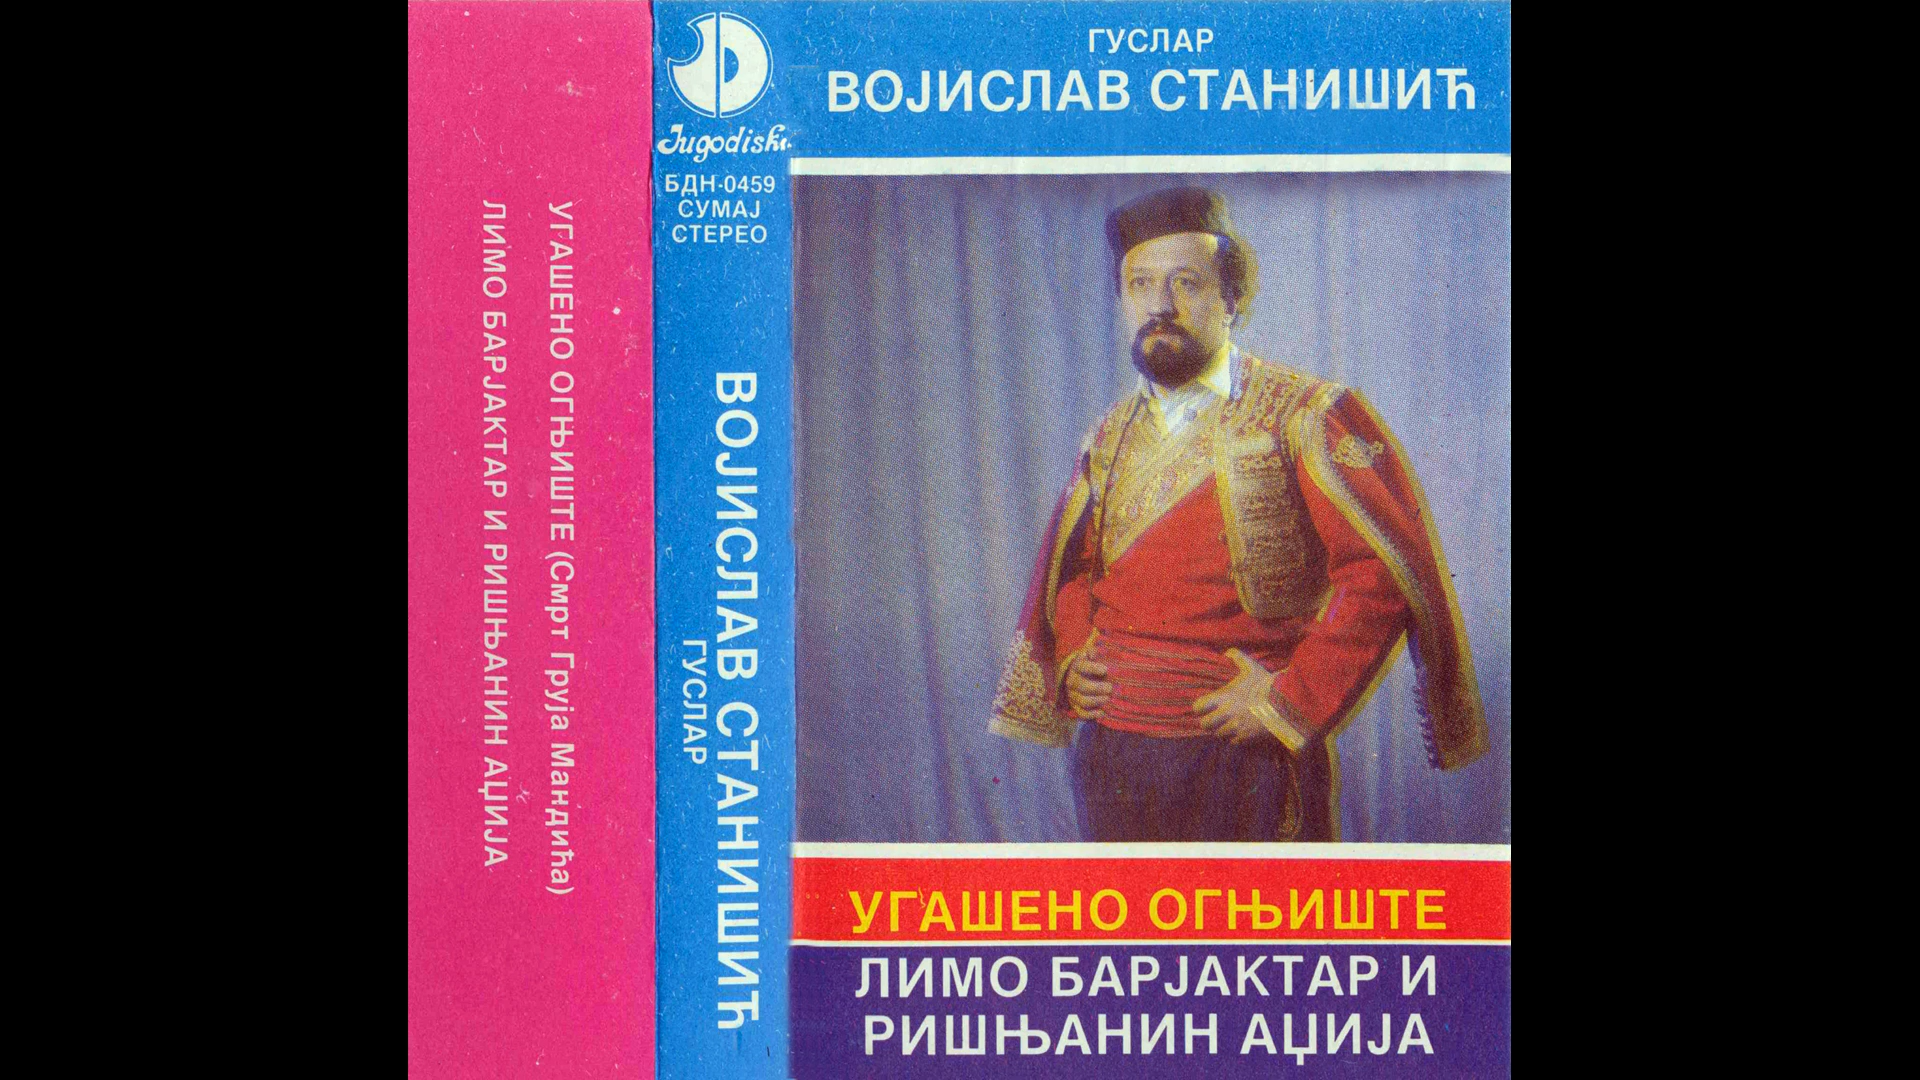 УГАШЕНО ОГЊИШТЕ (Смрт Груја Мандића)
ЛИМО БАРЈАКТАР И РИШЊАНИН АЏИЈА
Jugodisk
БДН-0459
СУМАЈ
СТЕРЕО
ВОЈИСЛАВ СТАНИШИЋ
ГУСЛАР
ГУСЛАР
ВОЈИСЛАВ СТАНИШИЋ
УГАШЕНО ОГЊИШТЕ
ЛИМО БАРЈАКТАР И
РИШЊАНИН АЏИЈА